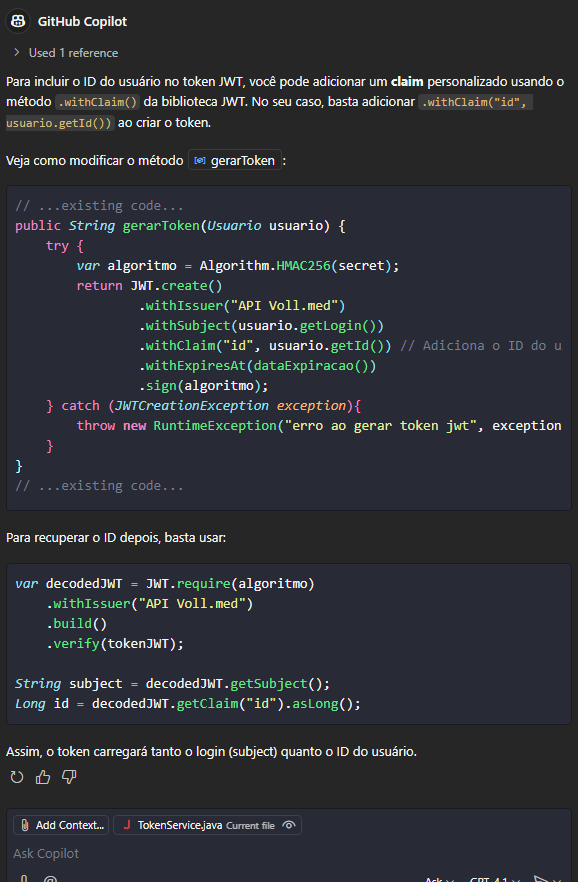 GitHub Copilot
Used 1 reference
Para incluir o ID do usuário no token JWT, você pode adicionar um claim personalizado usando o
método .withClaim() da biblioteca JWT. No seu caso, basta adicionar .withClaim("id",
usuario.getId()) ao criar o token.
Veja como modificar o método gerarToken:
// ...existing code...
public String gerarToken(Usuario usuario) {
    try {
        var algoritmo = Algorithm.HMAC256(secret);
        return JWT.create()
                .withIssuer("API Voll.med")
                .withSubject(usuario.getLogin())
                .withClaim("id", usuario.getId()) // Adiciona o ID do u
                .withExpiresAt(dataExpiracao())
                .sign(algoritmo);
    } catch (JWTCreationException exception){
        throw new RuntimeException("erro ao gerar token jwt", exception
    }
}
// ...existing code...
Para recuperar o ID depois, basta usar:
var decodedJWT = JWT.require(algoritmo)
    .withIssuer("API Voll.med")
    .build()
    .verify(tokenJWT);
String subject = decodedJWT.getSubject();
Long id = decodedJWT.getClaim("id").asLong();
Assim, o token carregará tanto o login (subject) quanto o ID do usuário.
Add Context... TokenService.java Current file
Ask Copilot
Ask GPT-4.1